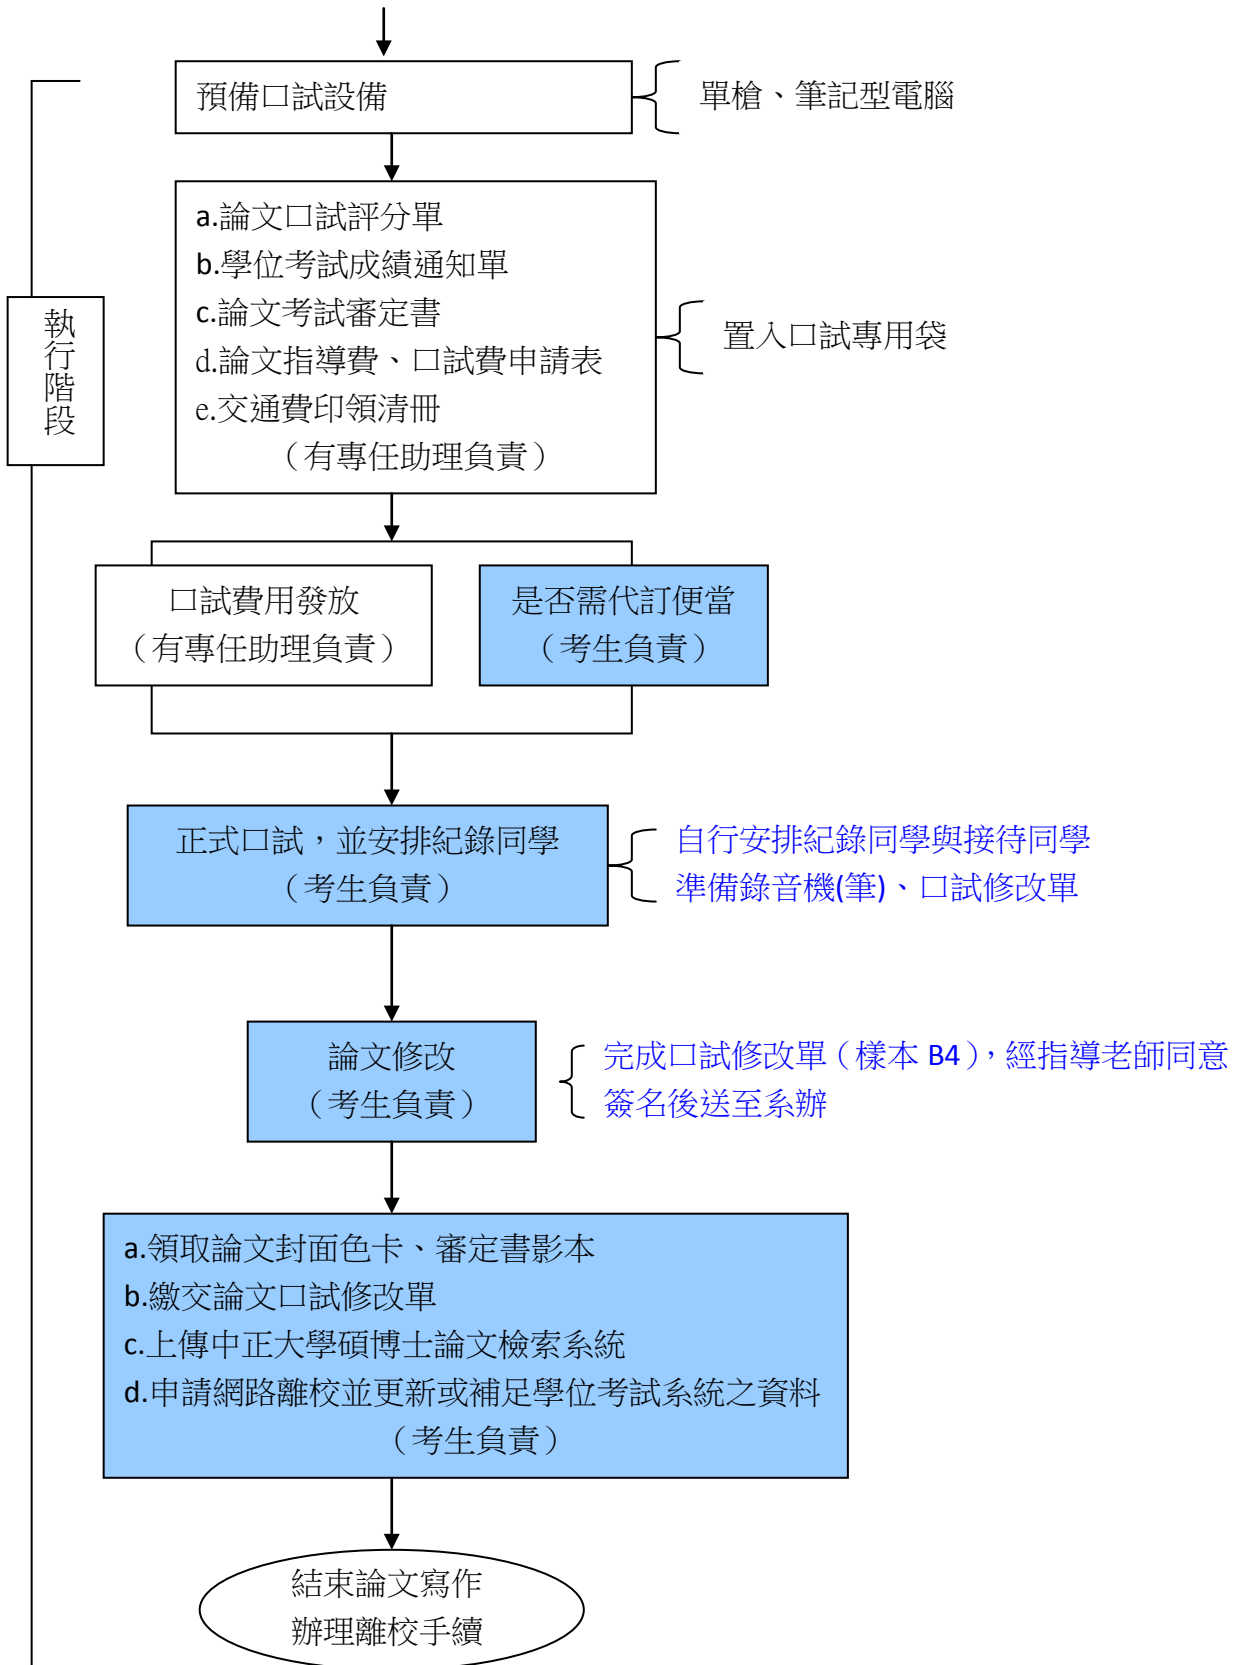 預備口試設備
單槍、筆記型電腦
a.論文口試評分單
b.學位考試成績通知單
c.論文考試審定書
d.論文指導費、口試費申請表
e.交通費印領清冊
（有專任助理負責）
置入口試專用袋
執行階段
口試費用發放
（有專任助理負責）
是否需代訂便當
（考生負責）
正式口試，並安排紀錄同學
（考生負責）
自行安排紀錄同學與接待同學
準備錄音機(筆)、口試修改單
論文修改
（考生負責）
完成口試修改單（樣本 B4），經指導老師同意
簽名後送至系辦
a.領取論文封面色卡、審定書影本
b.繳交論文口試修改單
c.上傳中正大學碩博士論文檢索系統
d.申請網路離校並更新或補足學位考試系統之資料
（考生負責）
結束論文寫作
辦理離校手續